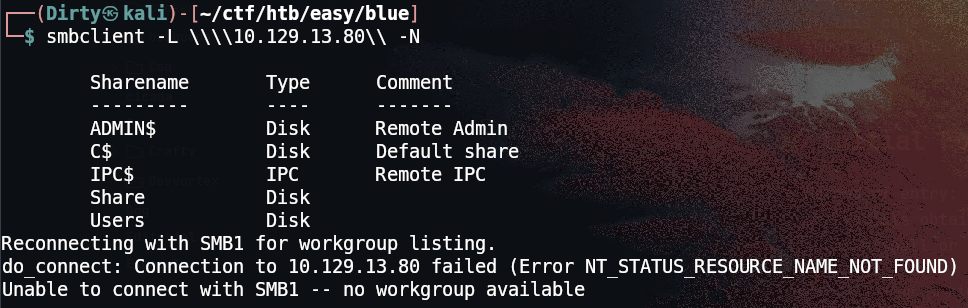 ┌──(Dirty㉿kali)-[~/ctf/htb/easy/blue]
└─$ smbclient -L \\\\10.129.13.80\\ -N
Sharename Type Comment
--------- ---- -------
ADMIN$ Disk Remote Admin
C$ Disk Default share
IPC$ IPC Remote IPC
Share Disk
Users Disk
Reconnecting with SMB1 for workgroup listing.
do_connect: Connection to 10.129.13.80 failed (Error NT_STATUS_RESOURCE_NAME_NOT_FOUND)
Unable to connect with SMB1 -- no workgroup available